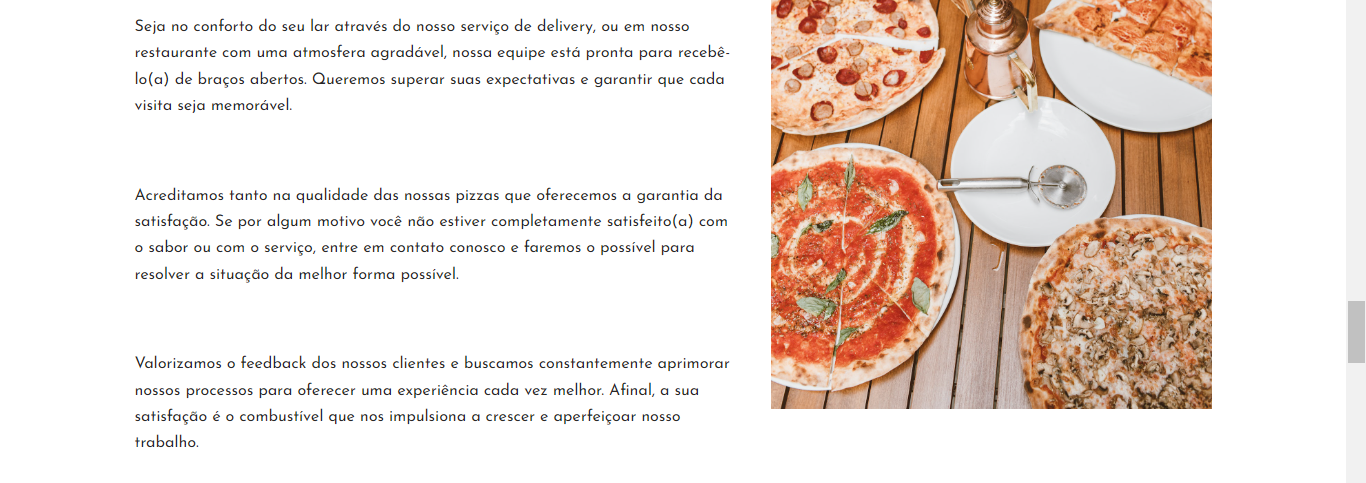 Seja no conforto do seu lar através do nosso serviço de delivery, ou em nosso
restaurante com uma atmosfera agradável, nossa equipe está pronta para recebê-
lo(a) de braços abertos. Queremos superar suas expectativas e garantir que cada
visita seja memorável.
Acreditamos tanto na qualidade das nossas pizzas que oferecemos a garantia da
satisfação. Se por algum motivo você não estiver completamente satisfeito(a) com
o sabor ou com o serviço, entre em contato conosco e faremos o possível para
resolver a situação da melhor forma possível.
Valorizamos o feedback dos nossos clientes e buscamos constantemente aprimorar
nossos processos para oferecer uma experiência cada vez melhor. Afinal, a sua
satisfação é o combustível que nos impulsiona a crescer e aperfeiçoar nosso
trabalho.